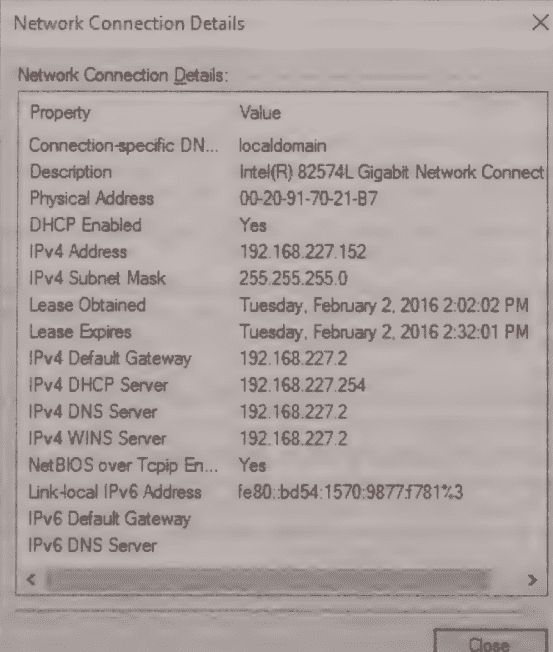 Network Connection Details
Network Connection Details:
Property Value
Connection-specific DN... localdomain
Description Intel(R) 82574L Gigabit Network Connect
Physical Address 00-20-91-70-21-B7
DHCP Enabled Yes
IPv4 Address 192.168.227.152
IPv4 Subnet Mask 255.255.255.0
Lease Obtained Tuesday, February 2, 2016 2:02:02 PM
Lease Expires Tuesday, February 2, 2016 2:32:01 PM
IPv4 Default Gateway 192.168.227.2
IPv4 DHCP Server 192.168.227.254
IPv4 DNS Server 192.168.227.2
IPv4 WINS Server 192.168.227.2
NetBIOS over Tcpip En... Yes
Link-local IPv6 Address fe80::bd54:1570:9877:f781%3
IPv6 Default Gateway
IPv6 DNS Server
Close